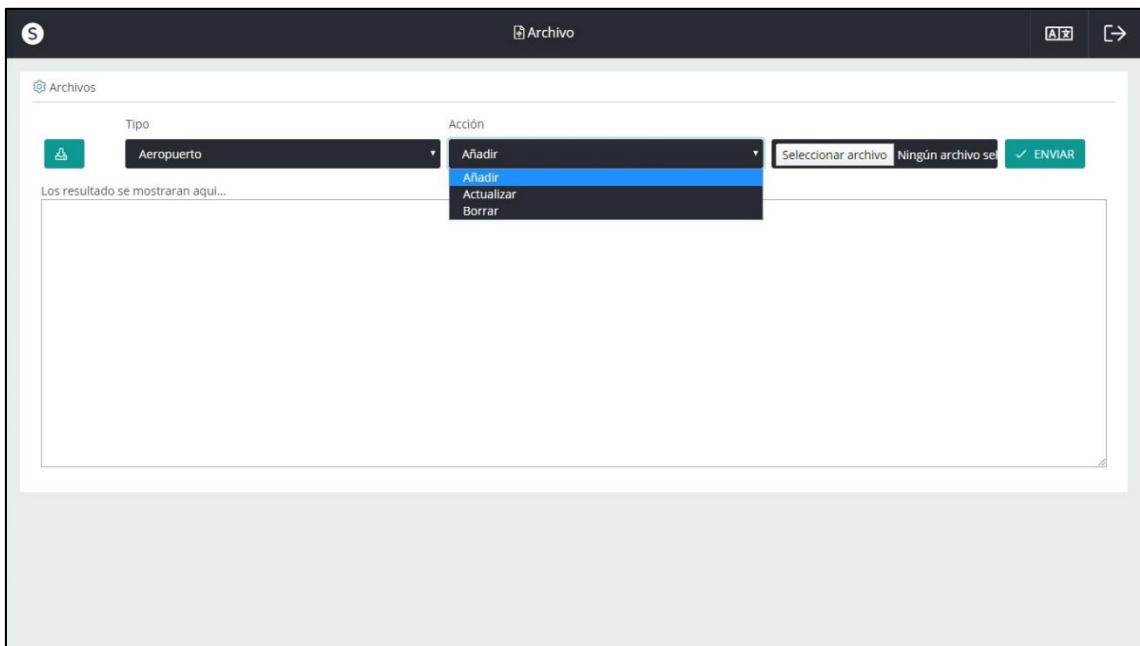 S
Archivo
A
Archivos
Tipo
Acción
Aeropuerto
Añadir
Seleccionar archivo Ningún archivo sel
ENVIAR
Añadir
Actualizar
Borrar
Los resultado se mostraran aqui...